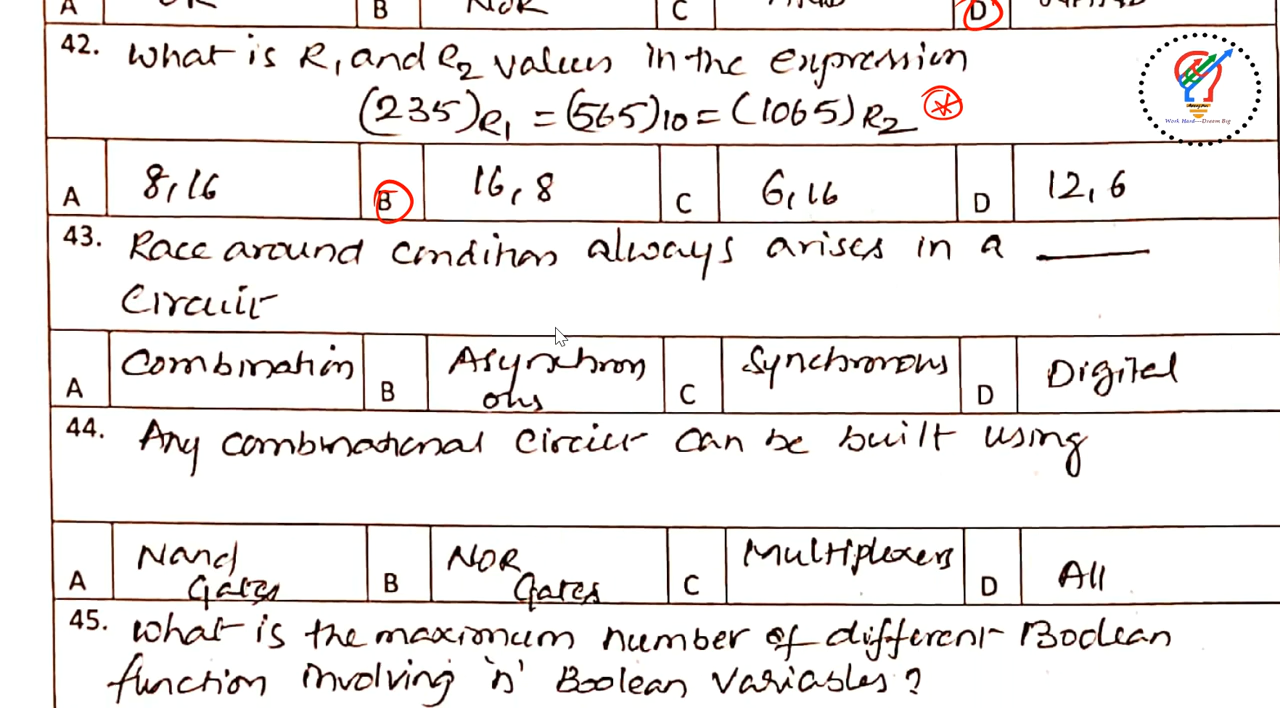 A B NOR C D
42. What is R1 and R2 values in the expression
(235)R1 = (565)10 = (1065)R2 *
A 8,16 B 16,8 C 6,16 D 12,6
43. Race around condition always arises in a ____
circuit
A Combination B Asynchron
ous C Synchronous D Digital
44. Any combinational circuit can be built using
A Nand
Gates B NOR
Gates C Multiplexers D All
45. What is the maximum number of different Boolean
function involving 'n' Boolean variables?
Work Hard---Dream Big